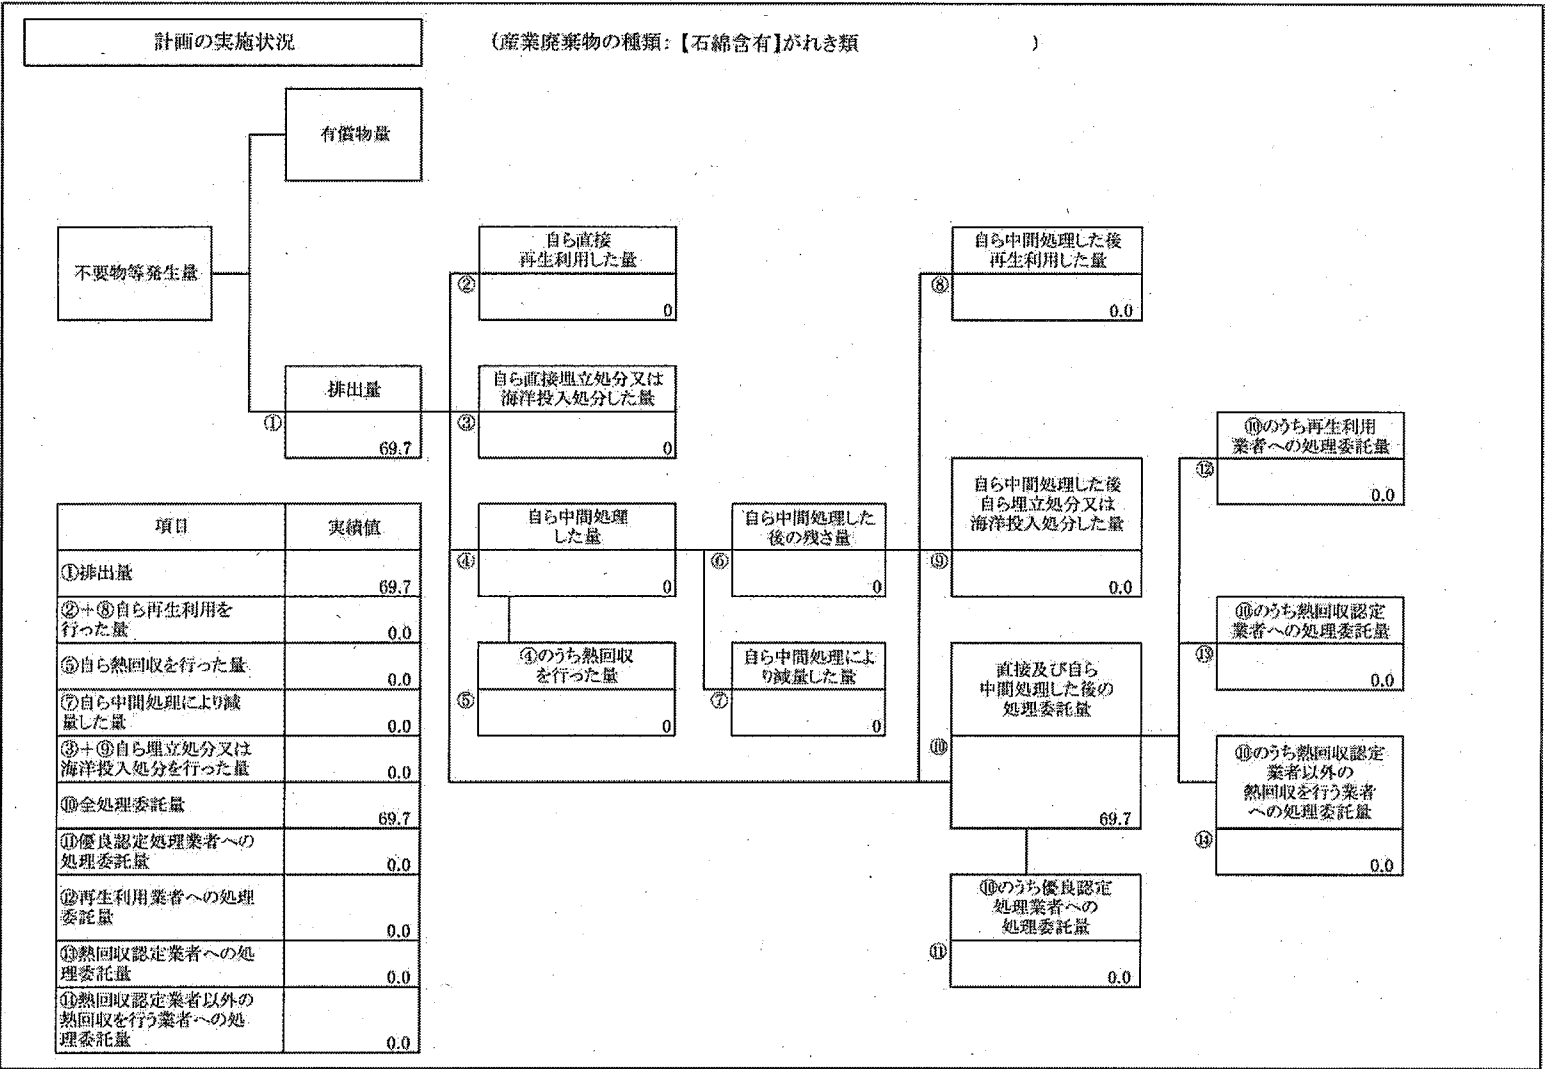 計画の実施状況
(産業廃棄物の種類:【石綿含有】がれき類 )
有償物量
不要物等発生量
排出量
①
69.7
自ら直接
再生利用した量
②
0
自ら直接埋立処分又は
海洋投入処分した量
③
0
自ら中間処理
した量
④
0
④のうち熱回収
を行った量
⑤
0
自ら中間処理した
後の残さ量
⑥
0
自ら中間処理によ
り減量した量
⑦
0
自ら中間処理した後
再生利用した量
⑧
0.0
自ら中間処理した後
自ら埋立処分又は
海洋投入処分した量
⑨
0.0
直接及び自ら
中間処理した後の
処理委託量
⑩
69.7
⑩のうち優良認定
処理業者への
処理委託量
⑪
0.0
⑩のうち再生利用
業者への処理委託量
⑫
0.0
⑩のうち熱回収認定
業者への処理委託量
⑬
0.0
⑩のうち熱回収認定
業者以外の
熱回収を行う業者
への処理委託量
⑭
0.0
項目 実績値
①排出量
69.7
②+⑧自ら再生利用を
行った量 0.0
⑤自ら熱回収を行った量
0.0
⑦自ら中間処理により減
量した量 0.0
③+⑨自ら埋立処分又は
海洋投入処分を行った量 0.0
⑩全処理委託量
69.7
⑪優良認定処理業者への
処理委託量 0.0
⑫再生利用業者への処理
委託量
0.0
⑬熱回収認定業者への処
理委託量 0.0
⑭熱回収認定業者以外の
熱回収を行う業者への処
理委託量 0.0